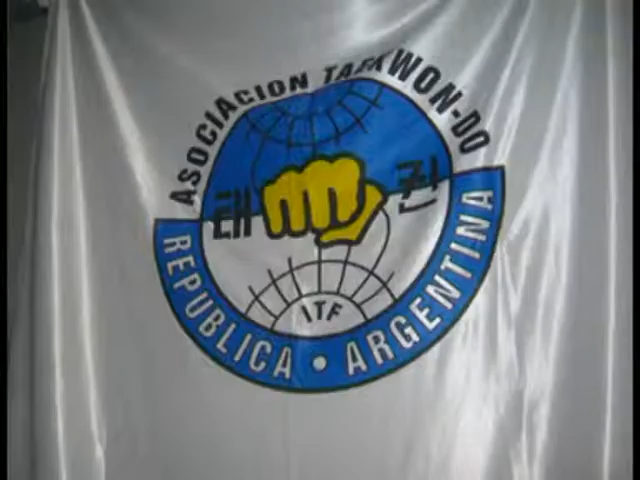 ASOCIACION TAEKWON-DO
태 권
ITF
REPUBLICA • ARGENTINA